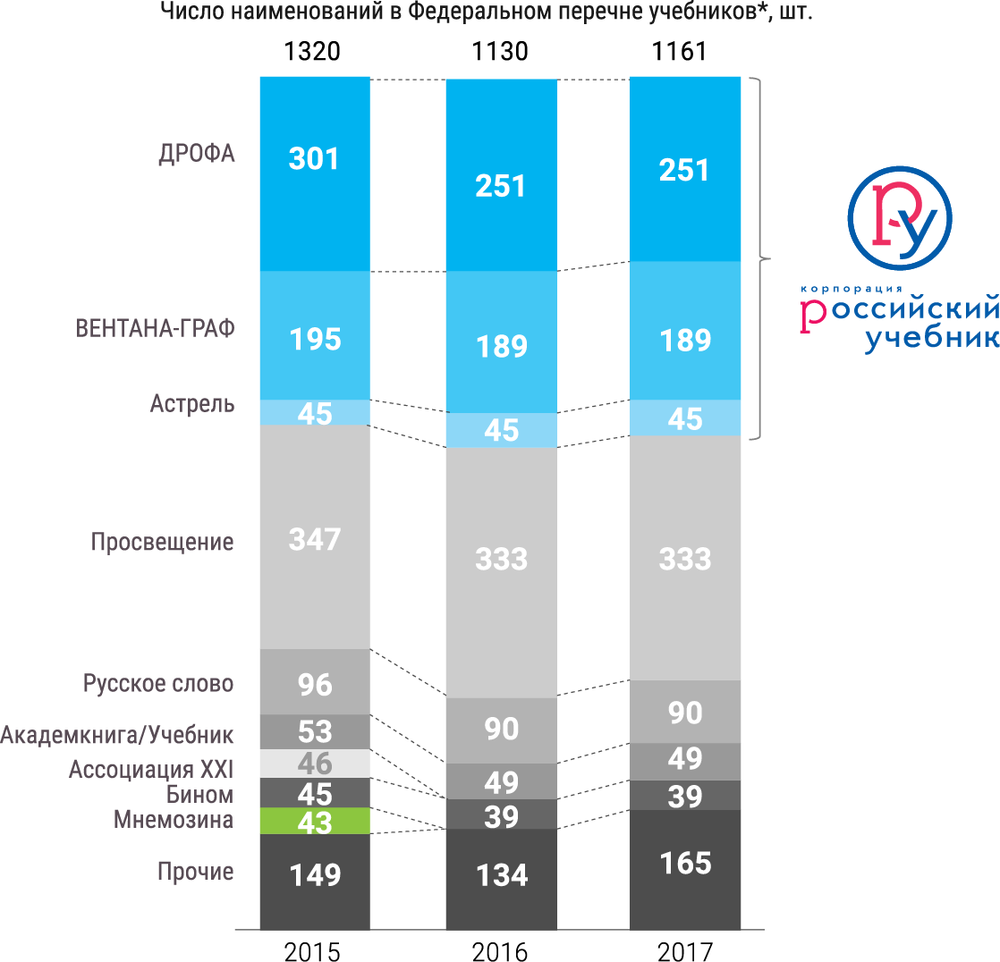 Число наименований в Федеральном перечне учебников*, шт.
1320 1130 1161
ДРОФА 301 251 251
корпорация
российский
учебник
ВЕНТАНА-ГРАФ 195 189 189
Астрель 45 45 45
Просвещение 347 333 333
Русское слово 96 90 90
Академкнига/Учебник 53 49 49
Ассоциация XXI 46
Бином 45 39 39
Мнемозина 43
Прочие 149 134 165
2015 2016 2017
РУ